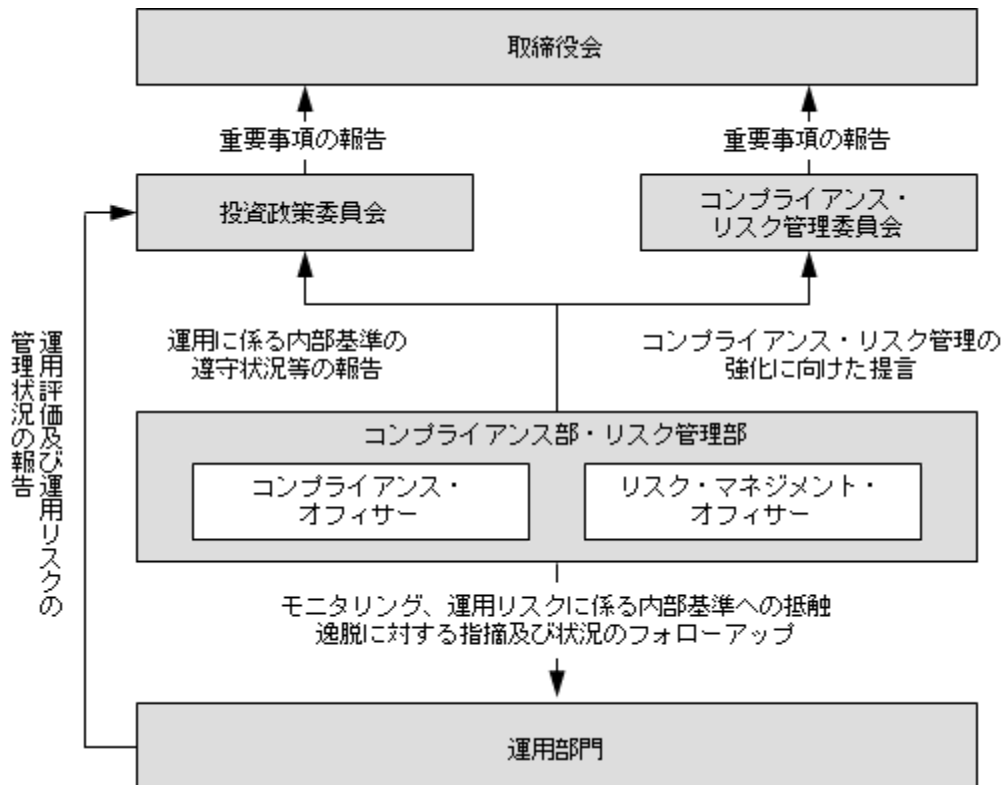 取締役会
重要事項の報告
重要事項の報告
投資政策委員会
コンプライアンス・
リスク管理委員会
運用に係る内部基準の
遵守状況等の報告
コンプライアンス・リスク管理の
強化に向けた提言
運用評価及び運用リスクの
管理状況の報告
コンプライアンス部・リスク管理部
コンプライアンス・
オフィサー
リスク・マネジメント・
オフィサー
モニタリング、運用リスクに係る内部基準への抵触
逸脱に対する指摘及び状況のフォローアップ
運用部門